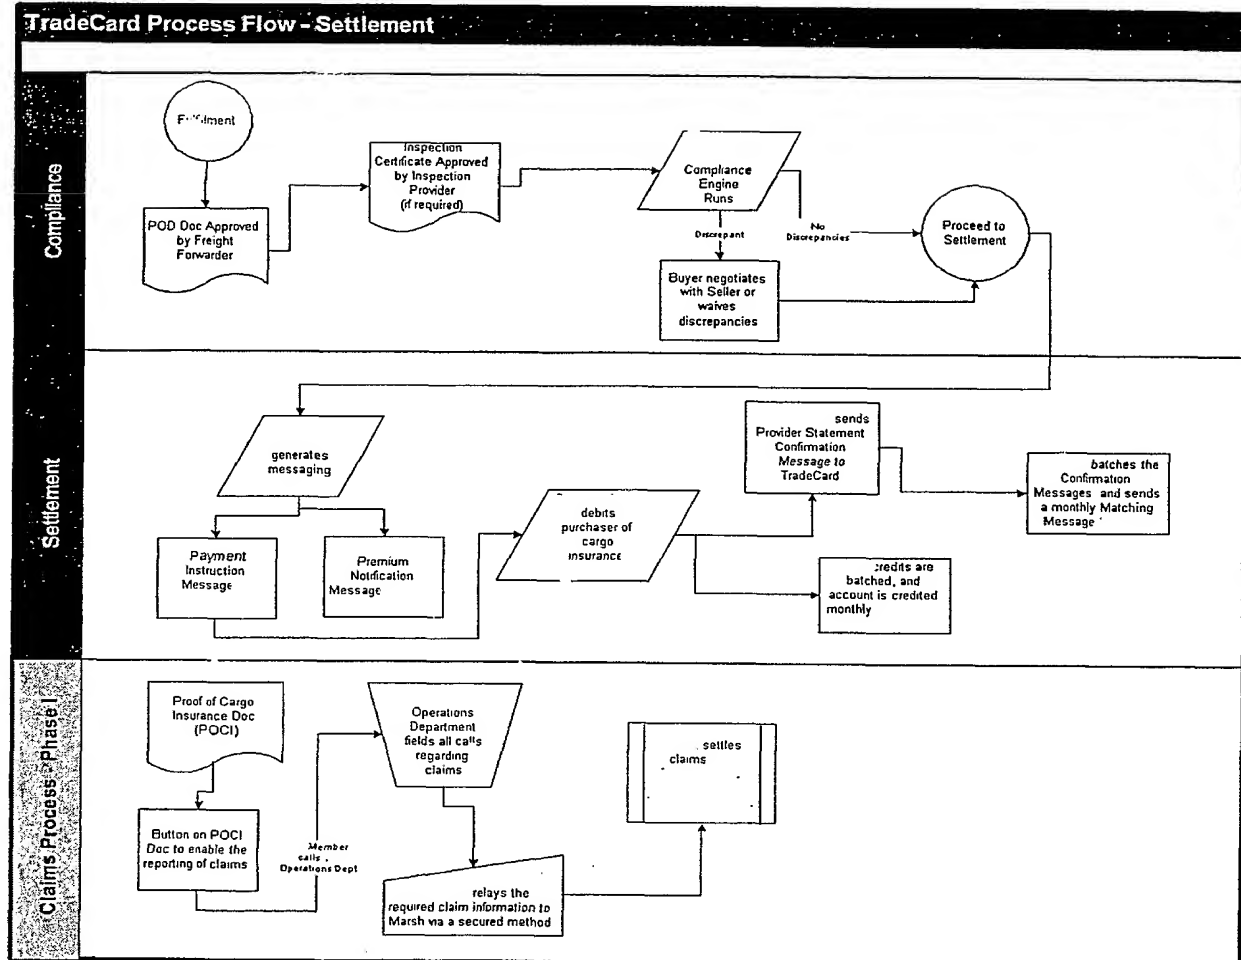 TradeCard Process Flow - Settlement
Compliance
Fulfilment
POD Doc Approved
by Freight
Forwarder
Inspection
Certificate Approved
by Inspection
Provider
(if required)
Compliance
Engine
Runs
Discrepant
No
Discrepancies
Buyer negotiates
with Seller or
waives
discrepancies
Proceed to
Settlement
Settlement
generates
messaging
Payment
Instruction
Message
Premium
Notification
Message
debits
purchaser of
cargo
insurance
sends
Provider Statement
Confirmation
Message to
TradeCard
batches the
Confirmation
Messages and sends
a monthly Matching
Message
credits are
batched, and
account is credited
monthly
Claims Process - Phase I
Proof of Cargo
Insurance Doc
(POCI)
Button on POCI
Doc to enable the
reporting of claims
Member
calls
Operations Dept
Operations
Department
fields all calls
regarding
claims
relays the
required claim information to
Marsh via a secured method
settles
claims